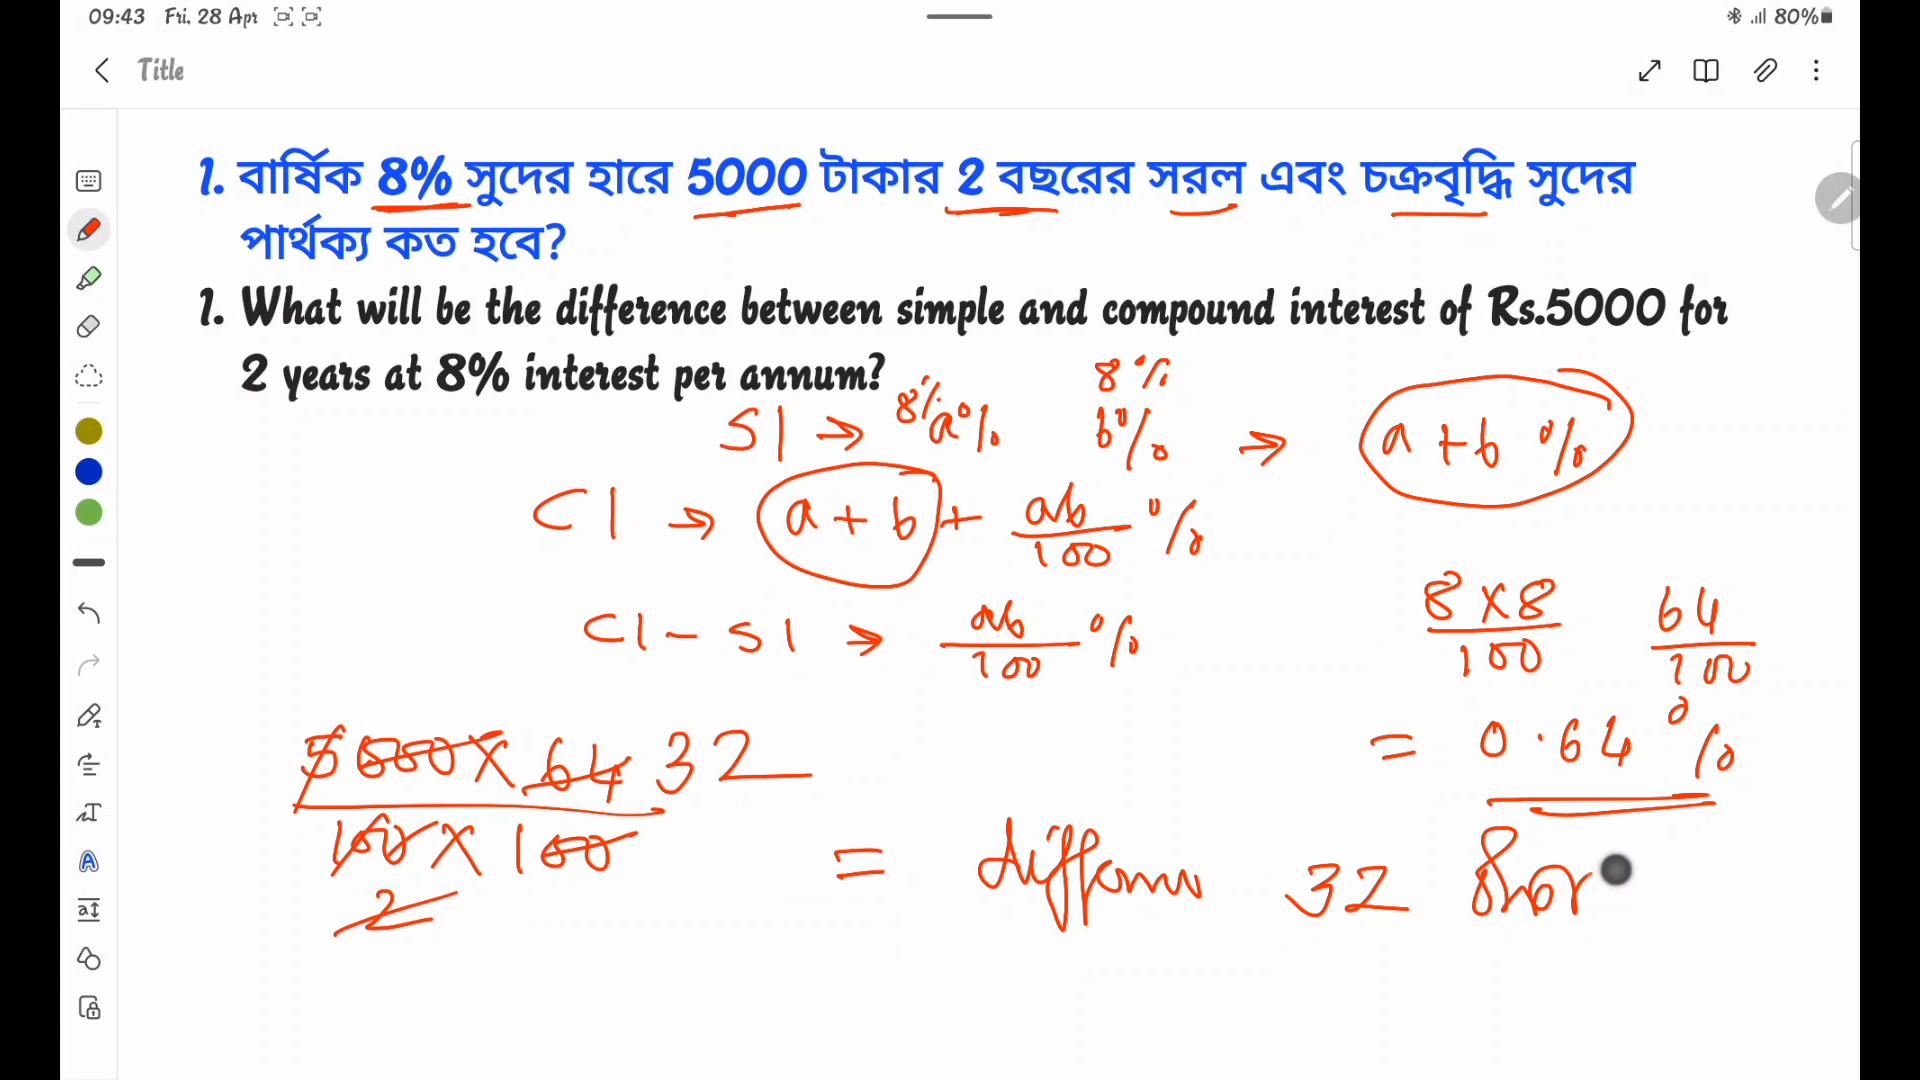 09:43 Fri. 28 Apr 80%
Title
1. বার্ষিক 8% সুদের হারে 5000 টাকার 2 বছরের সরল এবং চক্রবৃদ্ধি সুদের
পার্থক্য কত হবে?
1. What will be the difference between simple and compound interest of Rs.5000 for
2 years at 8% interest per annum?
8% 8%
SI → a% b% → a + b %
CI → a + b + ab/100 %
CI - SI → ab/100 %
8 x 8/100 64/100
= 0.64 %
5000 x 64 32
100 x 100
2
= 32